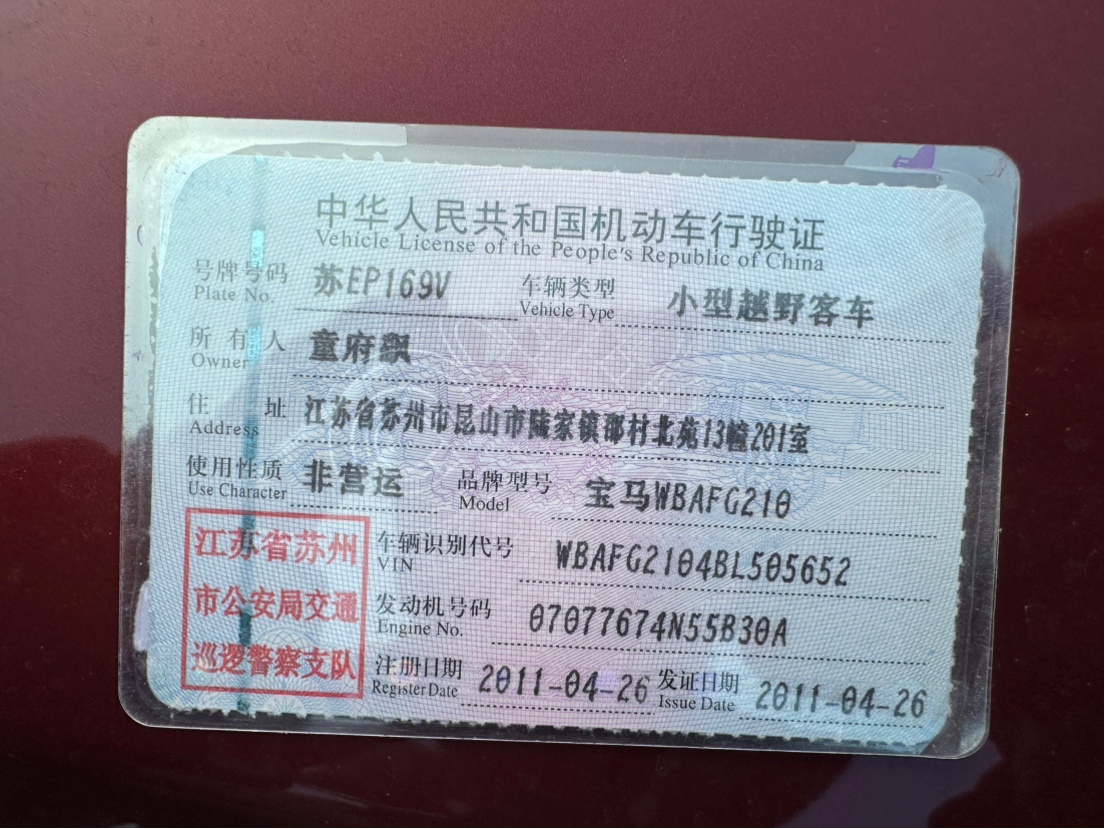 中华人民共和国机动车行驶证
Vehicle License of the People's Republic of China
号牌号码 苏EP169V 车辆类型 小型越野客车
Plate No. Vehicle Type
所有人 童府飘
Owner
住址 江苏省苏州市昆山市陆家镇邵村北苑13幢201室
Address
使用性质 非营运 品牌型号 宝马WBAFG210
Use Character Model
江苏省苏州
市公安局交通
巡逻警察支队
车辆识别代号 WBAFG2104BL505652
VIN
发动机号码 07077674N55B30A
Engine No.
注册日期 2011-04-26 发证日期 2011-04-26
Register Date Issue Date